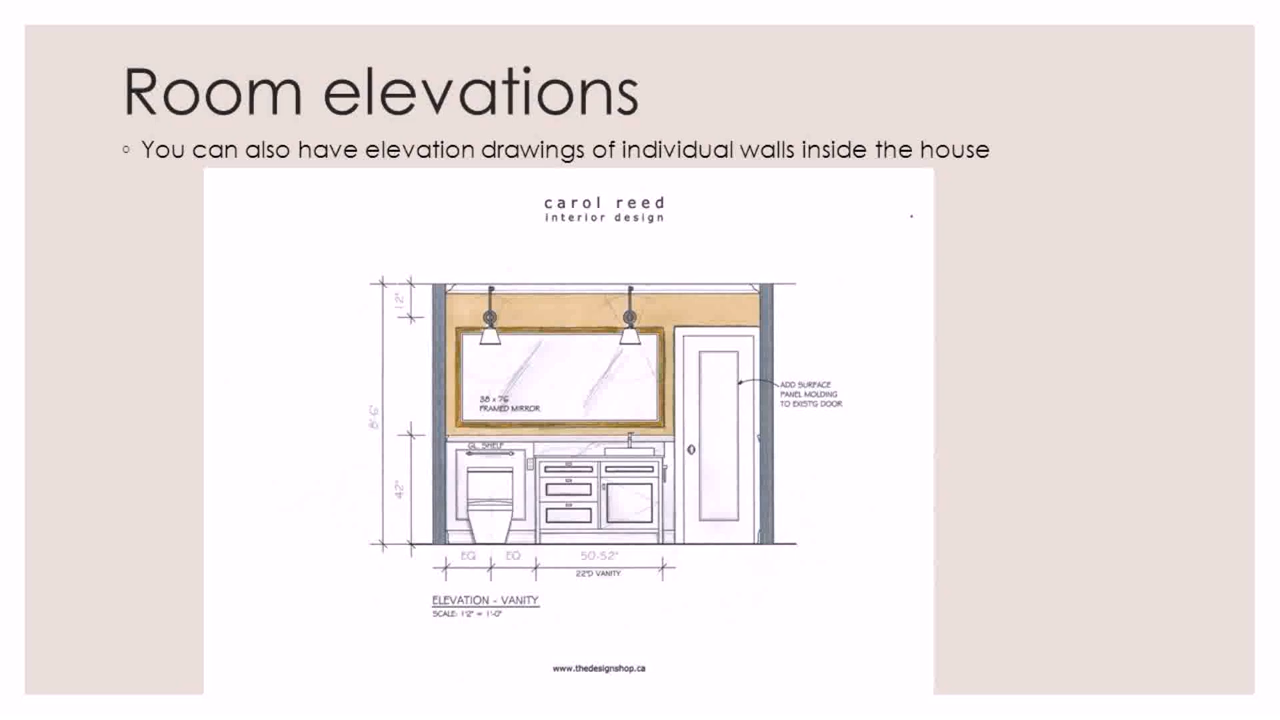 Room elevations
◦ You can also have elevation drawings of individual walls inside the house
carol reed
interior design
12"
8'-6"
38 x 76
FRAMED MIRROR
ADD SURFACE
PANEL MOLDING
TO EXIST'G DOOR
GL. SHELF
42"
EQ EQ 50-52"
22"D VANITY
ELEVATION - VANITY
SCALE: 1/2" = 1'-0"
www.thedesignshop.ca